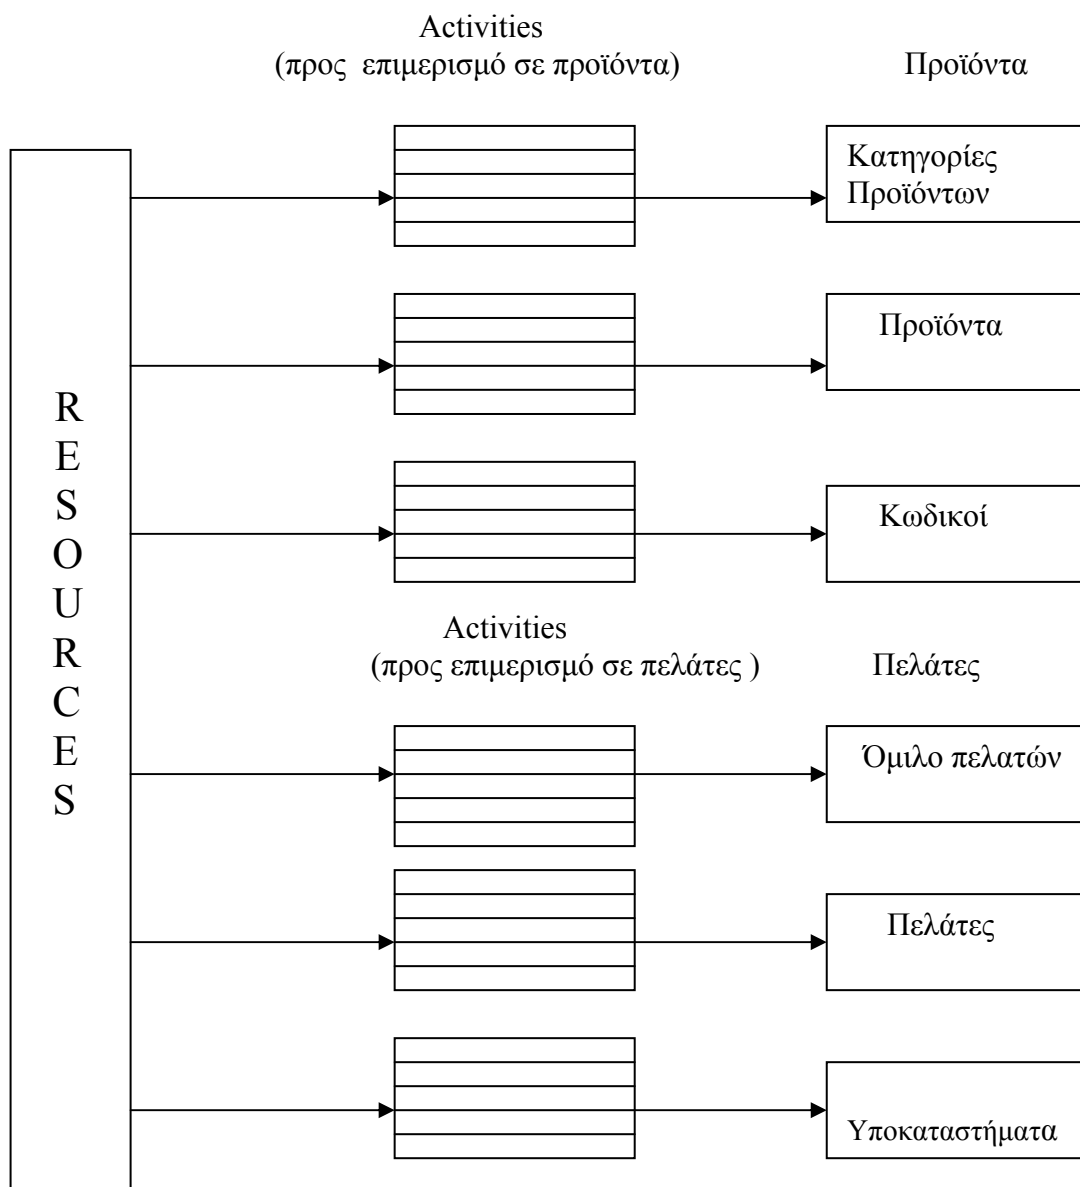 Activities
(προς επιμερισμό σε προϊόντα)
Προϊόντα
Κατηγορίες
Προϊόντων
Προϊόντα
Κωδικοί
R
E
S
O
U
R
C
E
S
Activities
(προς επιμερισμό σε πελάτες )
Πελάτες
Όμιλο πελατών
Πελάτες
Υποκαταστήματα